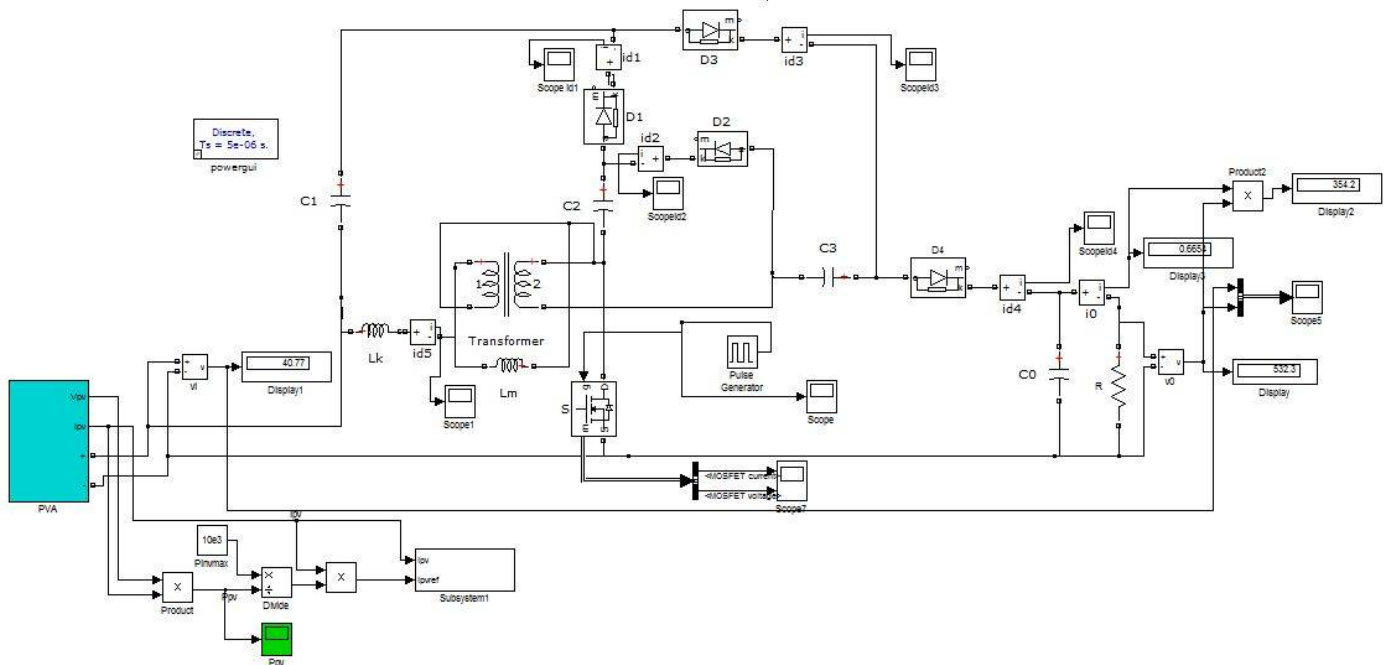 m
k
D3
+
i
-
id3
ScopeId3
-
+
id1
Scope Id1
m
k
D1
D2
m
k
id2
i
-
+
ScopeId2
Discrete,
Ts = 5e-06 s.
powergui
C1
C2
C3
1
2
Transformer
Lk
+
i
-
id5
Scope1
Lm
S
g
m
D
S
Pulse
Generator
Scope
D4
m
k
+
i
-
id4
ScopeId4
+
i
-
i0
C0
R
+
-
v
v0
Product2
X
354.2
Display2
0.6654
Display3
Scope5
532.3
Display
+
-
v
vi
40.77
Display1
Vpv
Ipv
+
-
PVA
<MOSFET current>
<MOSFET voltage>
Scope7
Ipv
10e3
Pinvmax
X
Product
Ppv
×
÷
Divide
X
Ipv
Ipvref
Subsystem1
Ppv